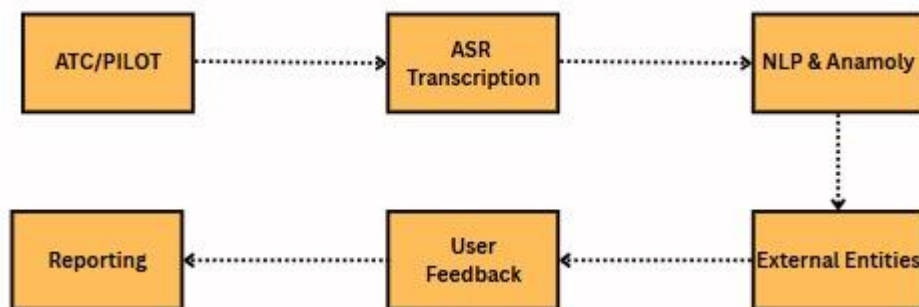 ATC/PILOT
ASR
Transcription
NLP & Anamoly
Reporting
User
Feedback
External Entities